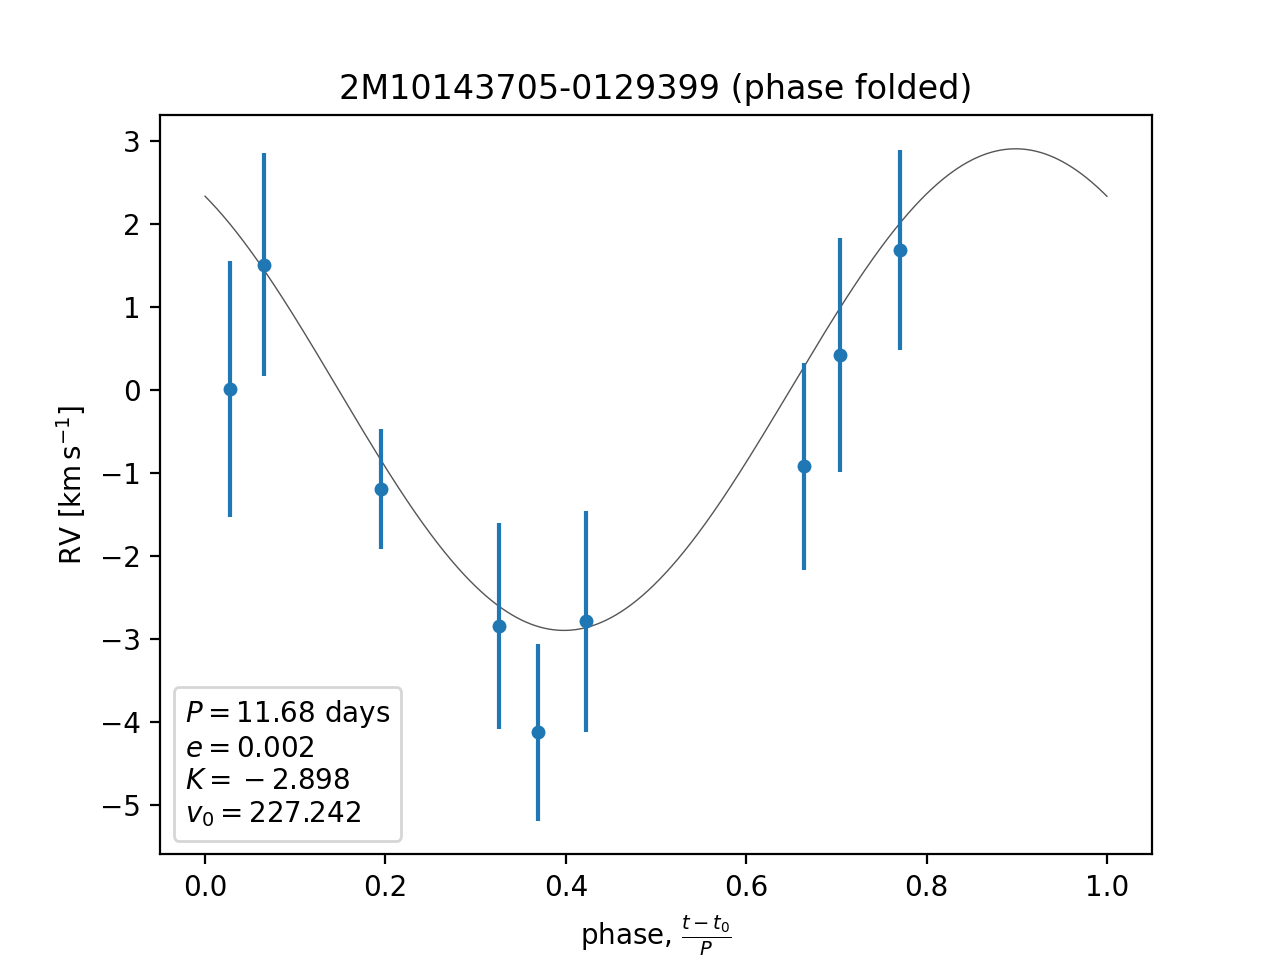 2M10143705-0129399 (phase folded)
3
2
1
0
−1
−2
−3
−4
−5
RV [km s⁻¹]
P = 11.68 days
e = 0.002
K = −2.898
v₀ = 227.242
0.0 0.2 0.4 0.6 0.8 1.0
phase, (t − t₀)/P